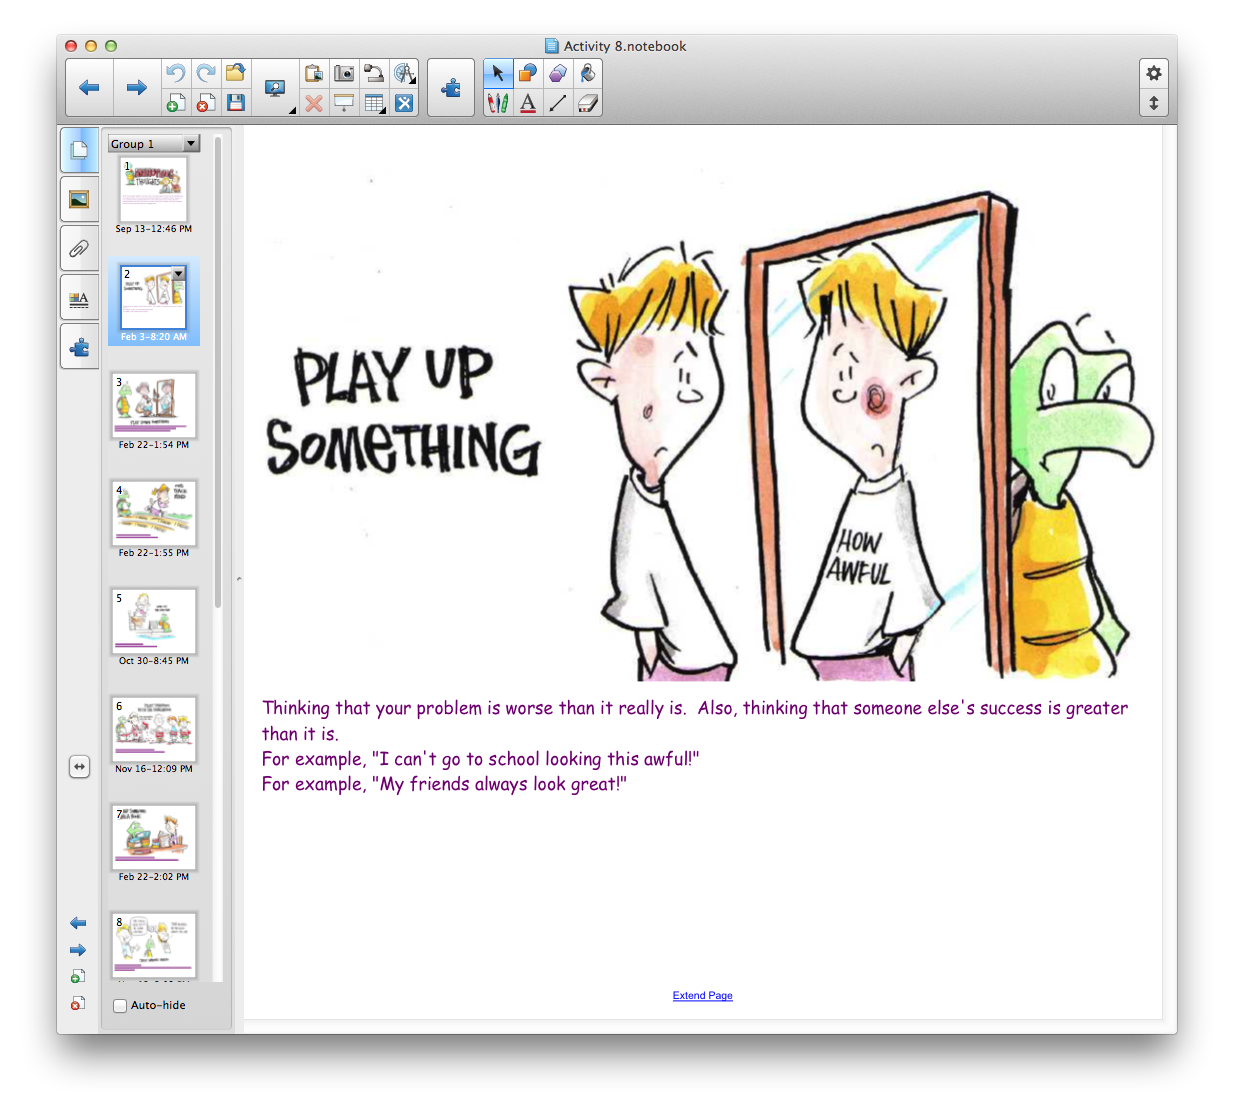 Activity 8.notebook
Group 1
1
Sep 13-12:46 PM
2
Feb 3-8:20 AM
3
Feb 22-1:54 PM
4
Feb 22-1:55 PM
5
Oct 30-8:45 PM
6
Nov 16-12:09 PM
7
Feb 22-2:02 PM
8
Auto-hide
PLAY UP
SOMETHING
HOW
AWFUL
Thinking that your problem is worse than it really is.  Also, thinking that someone else's success is greater
than it is.
For example, "I can't go to school looking this awful!"
For example, "My friends always look great!"
Extend Page